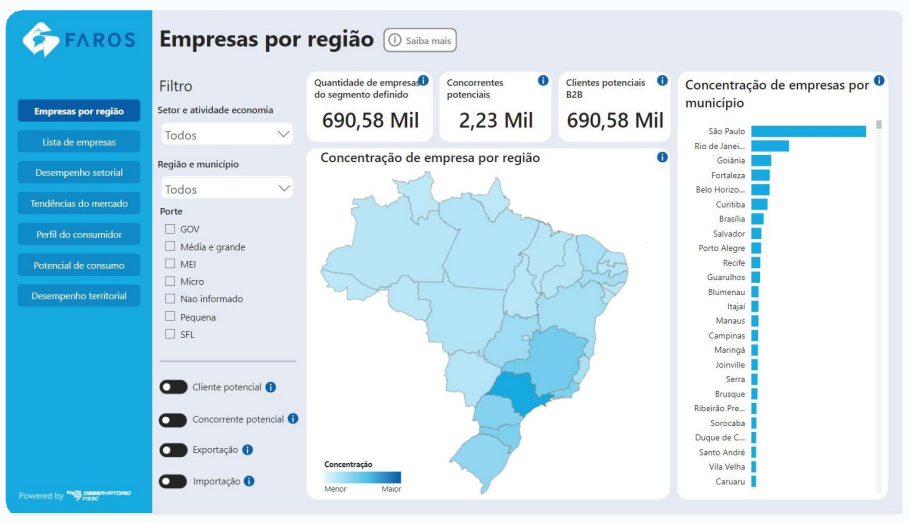 FAROS
Empresas por região
Saiba mais
Empresas por região
Lista de empresas
Desempenho setorial
Tendências do mercado
Perfil do consumidor
Potencial de consumo
Desempenho territorial
Powered by
OBSERVATÓRIO
FIESC
Filtro
Setor e atividade economia
Todos
Região e município
Todos
Porte
GOV
Média e grande
MEI
Micro
Nao informado
Pequena
SFL
Cliente potencial
Concorrente potencial
Exportação
Importação
Quantidade de empresas
do segmento definido
690,58 Mil
Concorrentes
potenciais
2,23 Mil
Clientes potenciais
B2B
690,58 Mil
Concentração de empresa por região
Concentração
Menor Maior
Concentração de empresas por
município
São Paulo
Rio de Janei...
Goiânia
Fortaleza
Belo Horizo...
Curitiba
Brasília
Salvador
Porto Alegre
Recife
Guarulhos
Blumenau
Itajaí
Manaus
Campinas
Maringá
Joinville
Serra
Brusque
Ribeirão Pre...
Sorocaba
Duque de C...
Santo André
Vila Velha
Caruaru